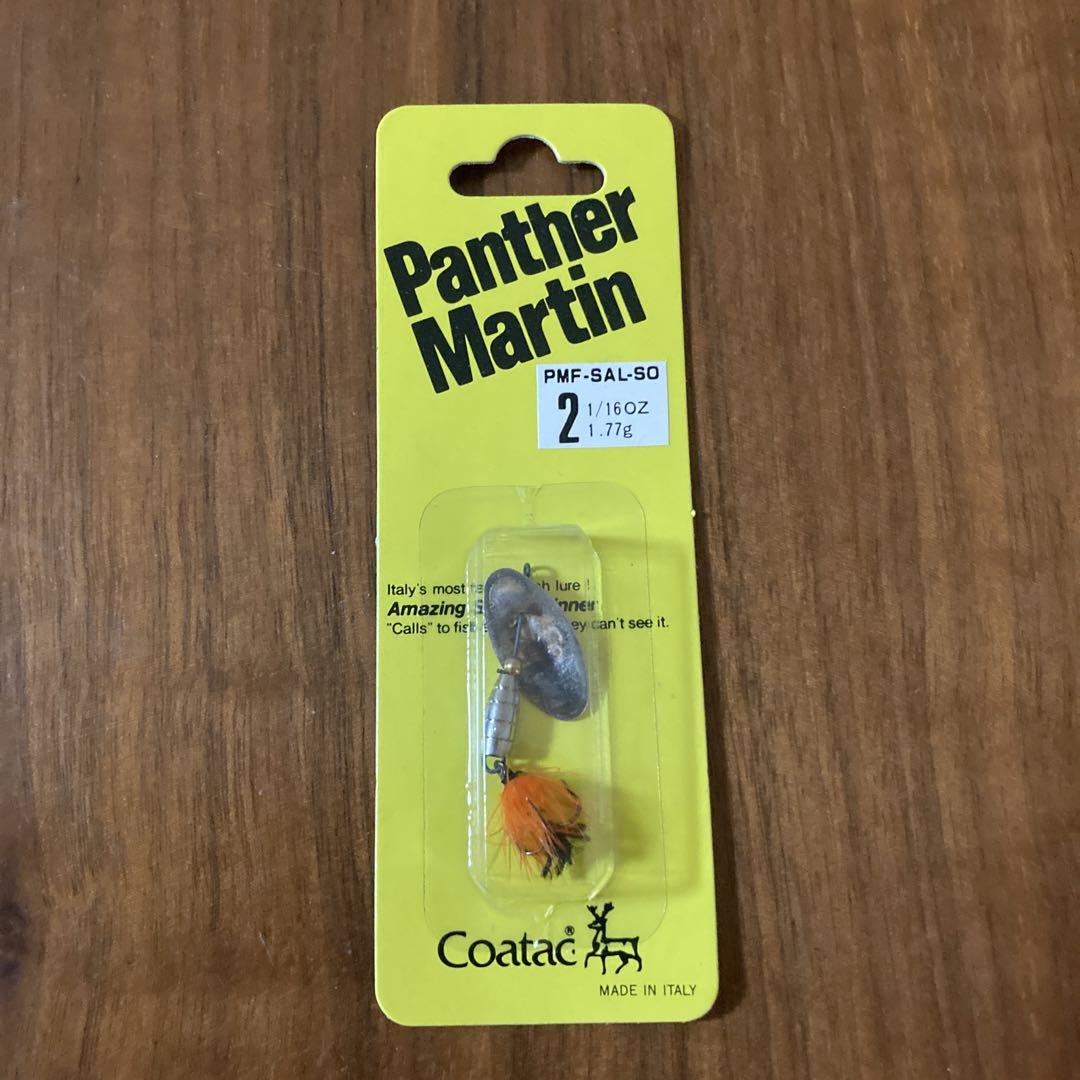 Panther
Martin
PMF-SAL-SO
2 1/16OZ
1.77g
Italy's most lure !
Amazing
"Calls" to can't see it.
Coatac®
MADE IN ITALY